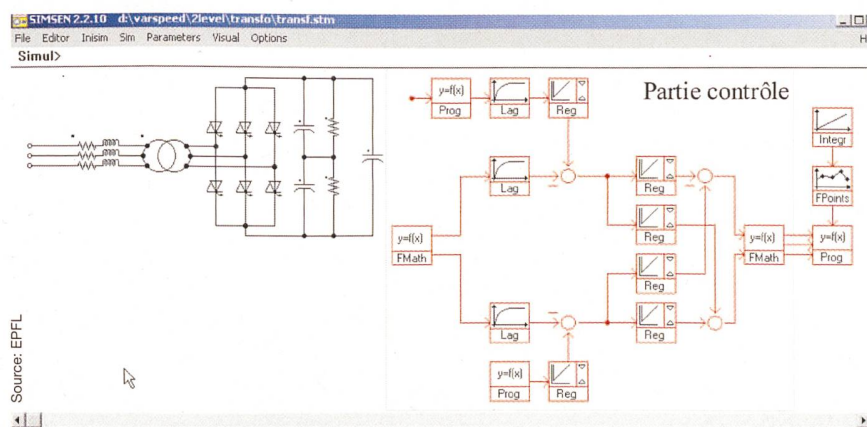 SIMSEN 2.2.10 d:\varspeed\2level\transfo\transf.stm
File Editor Inisim Sim Parameters Visual Options H
Simul>
Partie contrôle
y=f(x)
Prog
Lag
Reg
Integr
FPoints
Lag
Reg
Reg
y=f(x)
FMath
y=f(x)
FMath
y=f(x)
Prog
Reg
Lag
Reg
y=f(x)
Prog
Reg
Source: EPFL